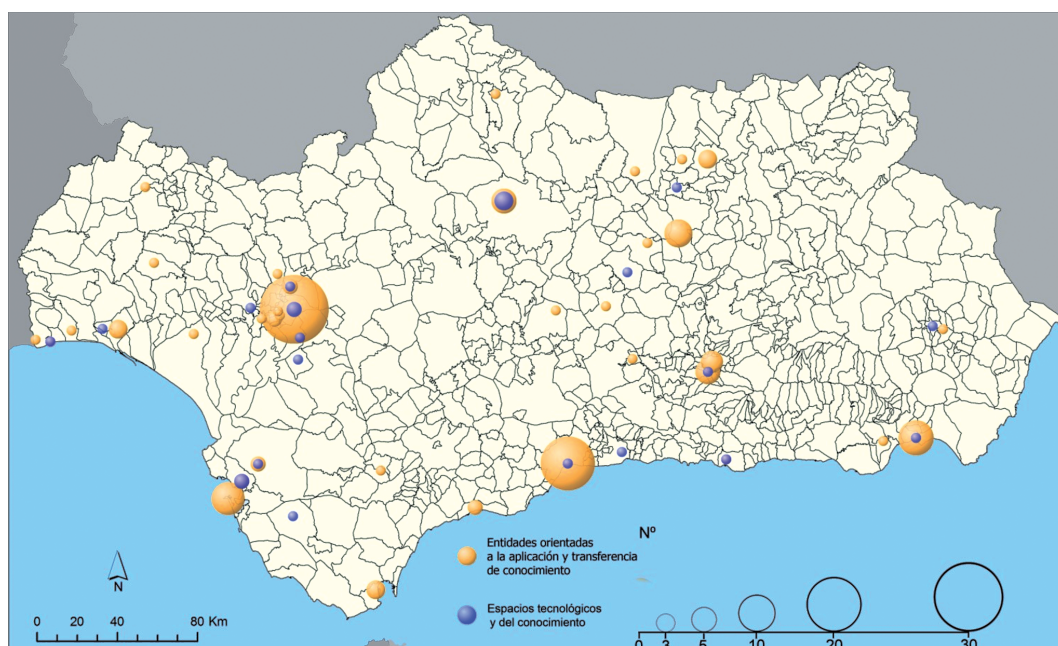 Nº
Entidades orientadas
a la aplicación y transferencia
de conocimiento
Espacios tecnológicos
y del conocimiento
N
0 20 40 80 Km
0 3 5 10 20 30